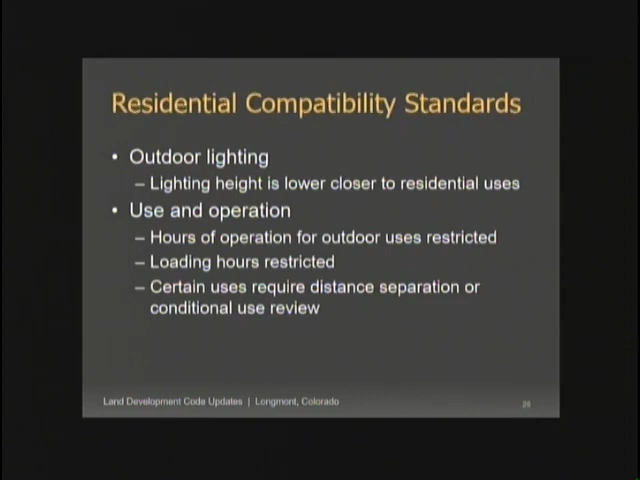 Residential Compatibility Standards
• Outdoor lighting
– Lighting height is lower closer to residential uses
• Use and operation
– Hours of operation for outdoor uses restricted
– Loading hours restricted
– Certain uses require distance separation or
conditional use review
Land Development Code Updates | Longmont, Colorado